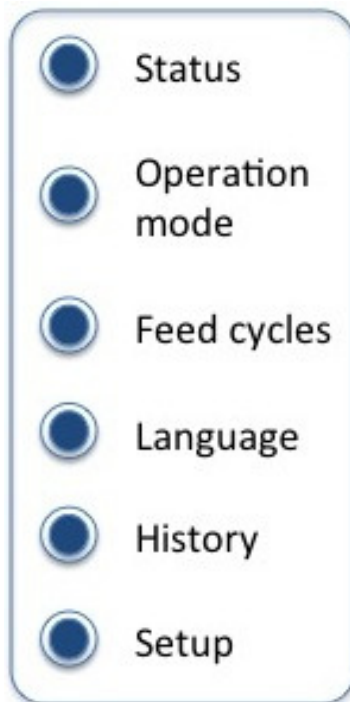 Status
Operation
mode
Feed cycles
Language
History
Setup